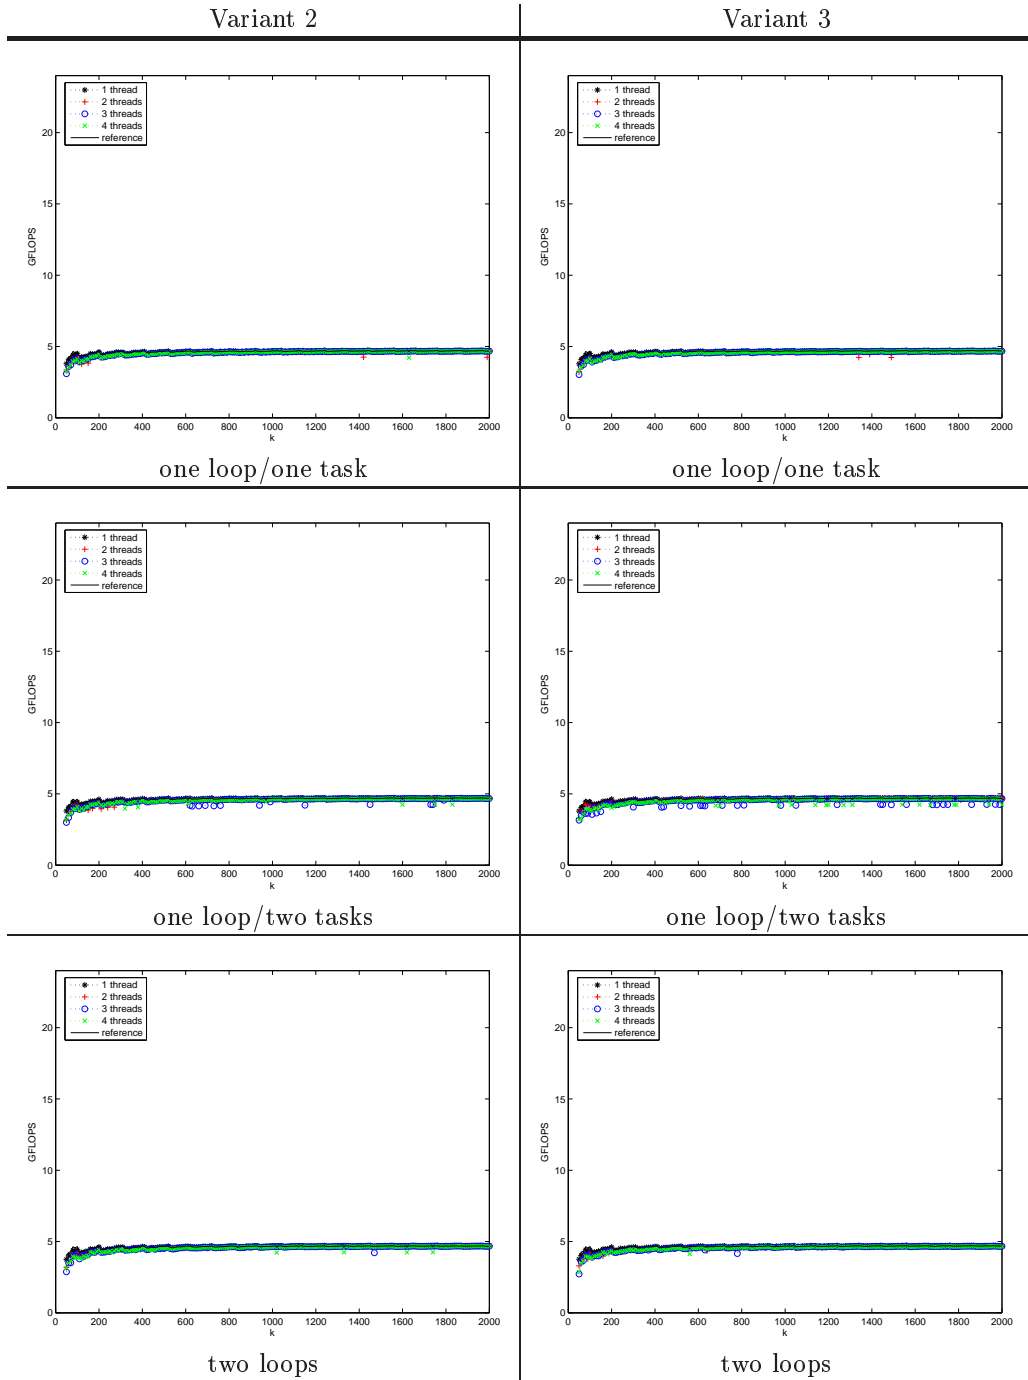 Variant 2
Variant 3
1 thread
2 threads
3 threads
4 threads
reference
20
15
10
5
0
GFLOPS
0 200 400 600 800 1000 1200 1400 1600 1800 2000
k
one loop/one task
1 thread
2 threads
3 threads
4 threads
reference
20
15
10
5
0
GFLOPS
0 200 400 600 800 1000 1200 1400 1600 1800 2000
k
one loop/one task
1 thread
2 threads
3 threads
4 threads
reference
20
15
10
5
0
GFLOPS
0 200 400 600 800 1000 1200 1400 1600 1800 2000
k
one loop/two tasks
1 thread
2 threads
3 threads
4 threads
reference
20
15
10
5
0
GFLOPS
0 200 400 600 800 1000 1200 1400 1600 1800 2000
k
one loop/two tasks
1 thread
2 threads
3 threads
4 threads
reference
20
15
10
5
0
GFLOPS
0 200 400 600 800 1000 1200 1400 1600 1800 2000
k
two loops
1 thread
2 threads
3 threads
4 threads
reference
20
15
10
5
0
GFLOPS
0 200 400 600 800 1000 1200 1400 1600 1800 2000
k
two loops